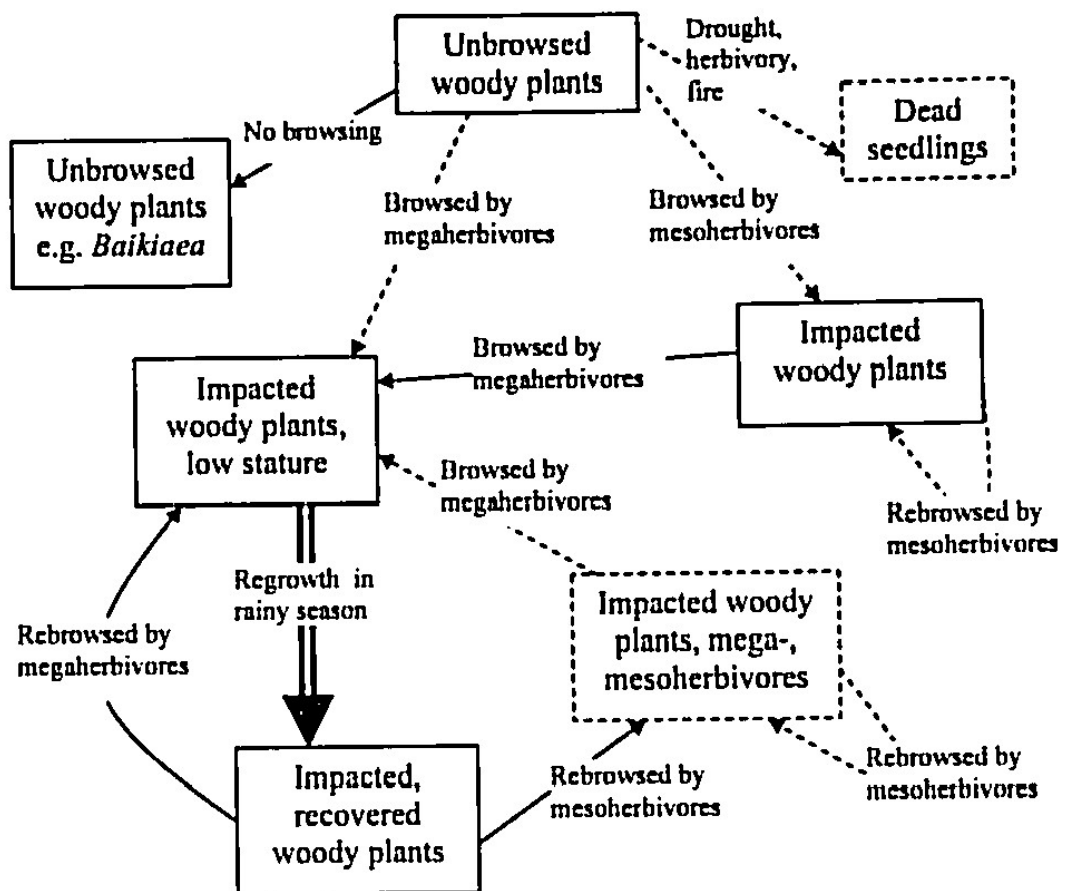 Unbrowsed
woody plants
Drought,
herbivory,
fire
Dead
seedlings
No browsing
Unbrowsed
woody plants
e.g. Baikiaea
Browsed by
megaherbivores
Browsed by
mesoherbivores
Impacted
woody plants
Browsed by
megaherbivores
Impacted
woody plants,
low stature
Browsed by
megaherbivores
Rebrowsed by
mesoherbivores
Regrowth in
rainy season
Impacted woody
plants, mega-,
mesoherbivores
Rebrowsed by
megaherbivores
Rebrowsed by
mesoherbivores
Rebrowsed by
mesoherbivores
Impacted,
recovered
woody plants